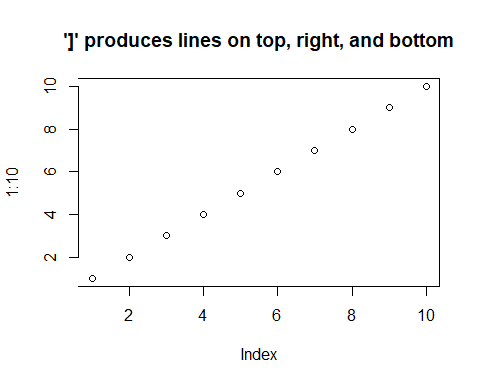 ']' produces lines on top, right, and bottom
10
8
6
4
2
1:10
2 4 6 8 10
Index